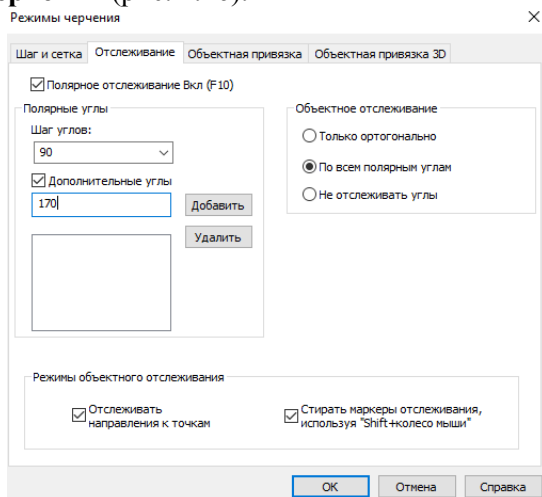 Режимы черчения
Шаг и сетка Отслеживание Объектная привязка Объектная привязка 3D
Полярное отслеживание Вкл (F10)
Полярные углы
Шаг углов:
90
Дополнительные углы
170
Добавить
Удалить
Объектное отслеживание
Только ортогонально
По всем полярным углам
Не отслеживать углы
Режимы объектного отслеживания
Отслеживать
направления к точкам
Стирать маркеры отслеживания,
используя "Shift+колесо мыши"
ОК Отмена Справка